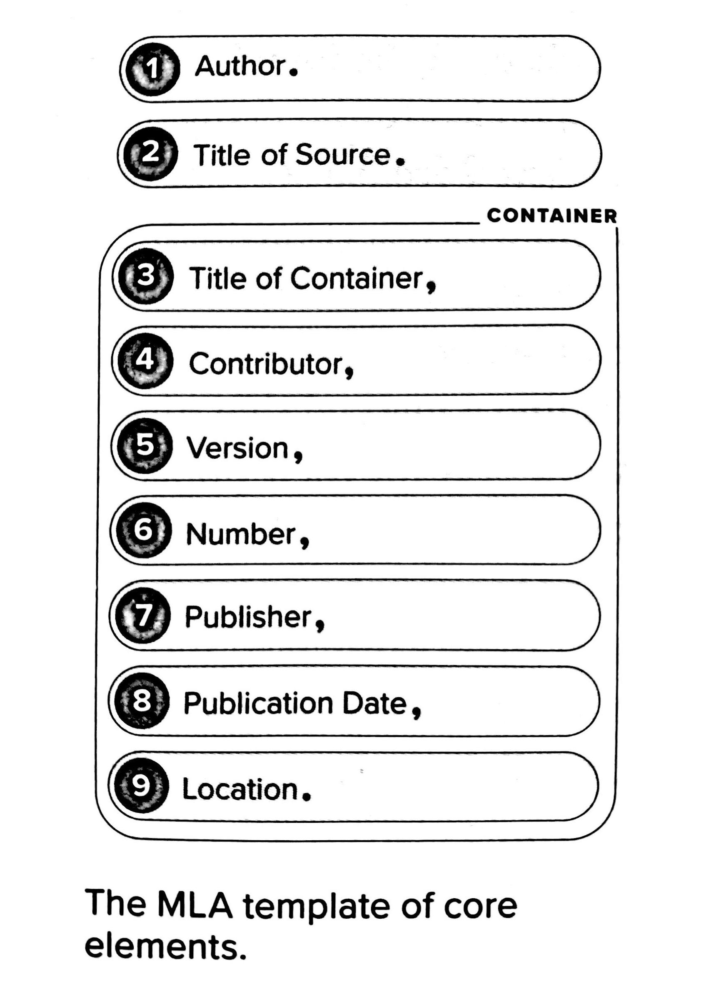 1 Author.
2 Title of Source.
CONTAINER
3 Title of Container,
4 Contributor,
5 Version,
6 Number,
7 Publisher,
8 Publication Date,
9 Location.
The MLA template of core
elements.